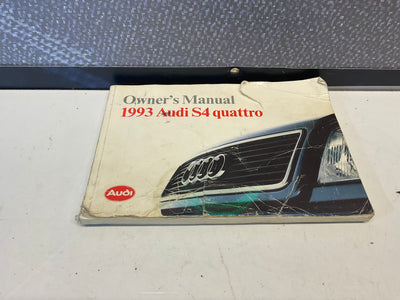 Owner's Manual
1993 Audi S4 quattro
Audi